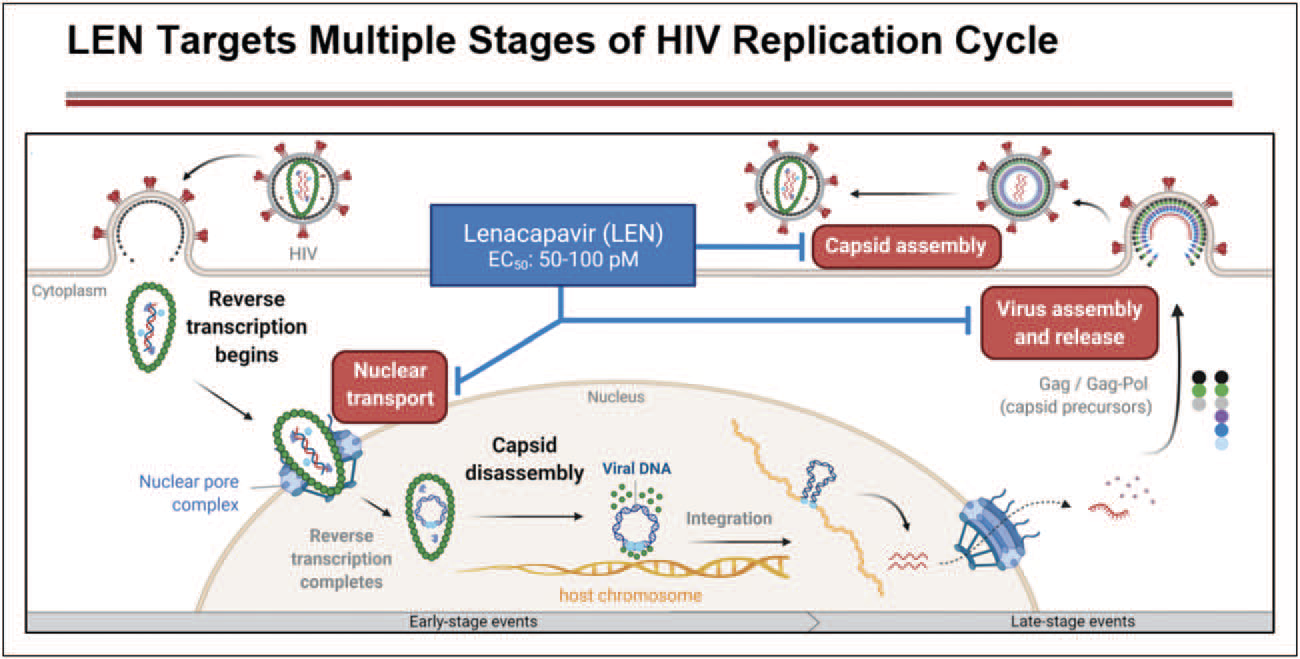 LEN Targets Multiple Stages of HIV Replication Cycle
HIV
Lenacapavir (LEN)
EC₅₀: 50-100 pM
Capsid assembly
Cytoplasm
Reverse
transcription
begins
Virus assembly
and release
Nuclear
transport
Gag / Gag-Pol
(capsid precursors)
Nucleus
Capsid
disassembly
Viral DNA
Nuclear pore
complex
Integration
Reverse
transcription
completes
host chromosome
Early-stage events
Late-stage events